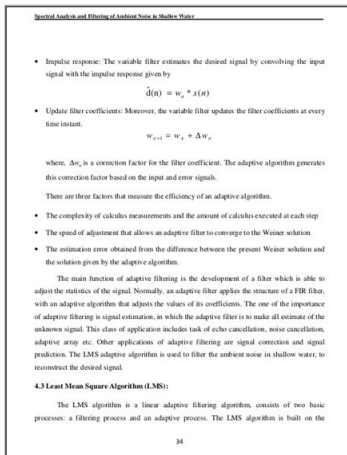 Spectral Analysis and Filtering of Ambient Noise in Shallow Water
• Impulse response: The variable filter estimates the desired signal by convolving the input
signal with the impulse response given by
d̂(n) = wₙ * x(n)
• Update filter coefficients: Moreover, the variable filter updates the filter coefficients at every
time instant.
wₙ₊₁ = wₙ + Δwₙ
where, Δwₙ is a correction factor for the filter coefficient. The adaptive algorithm generates
this correction factor based on the input and error signals.
There are three factors that measure the efficiency of an adaptive algorithm.
• The complexity of calculus measurements and the amount of calculus executed at each step
• The speed of adjustment that allows an adaptive filter to converge to the Weiner solution
• The estimation error obtained from the difference between the present Weiner solution and
the solution given by the adaptive algorithm.
The main function of adaptive filtering is the development of a filter which is able to
adjust the statistics of the signal. Normally, an adaptive filter applies the structure of a FIR filter,
with an adaptive algorithm that adjusts the values of its coefficients. The one of the importance
of adaptive filtering is signal estimation, in which the adaptive filter is to make all estimate of the
unknown signal. This class of application includes task of echo cancellation, noise cancellation,
adaptive array etc. Other applications of adaptive filtering are signal correction and signal
prediction. The LMS adaptive algorithm is used to filter the ambient noise in shallow water, to
reconstruct the desired signal.
4.3 Least Mean Square Algorithm (LMS):
The LMS algorithm is a linear adaptive filtering algorithm, consists of two basic
processes: a filtering process and an adaptive process. The LMS algorithm is built on the
34